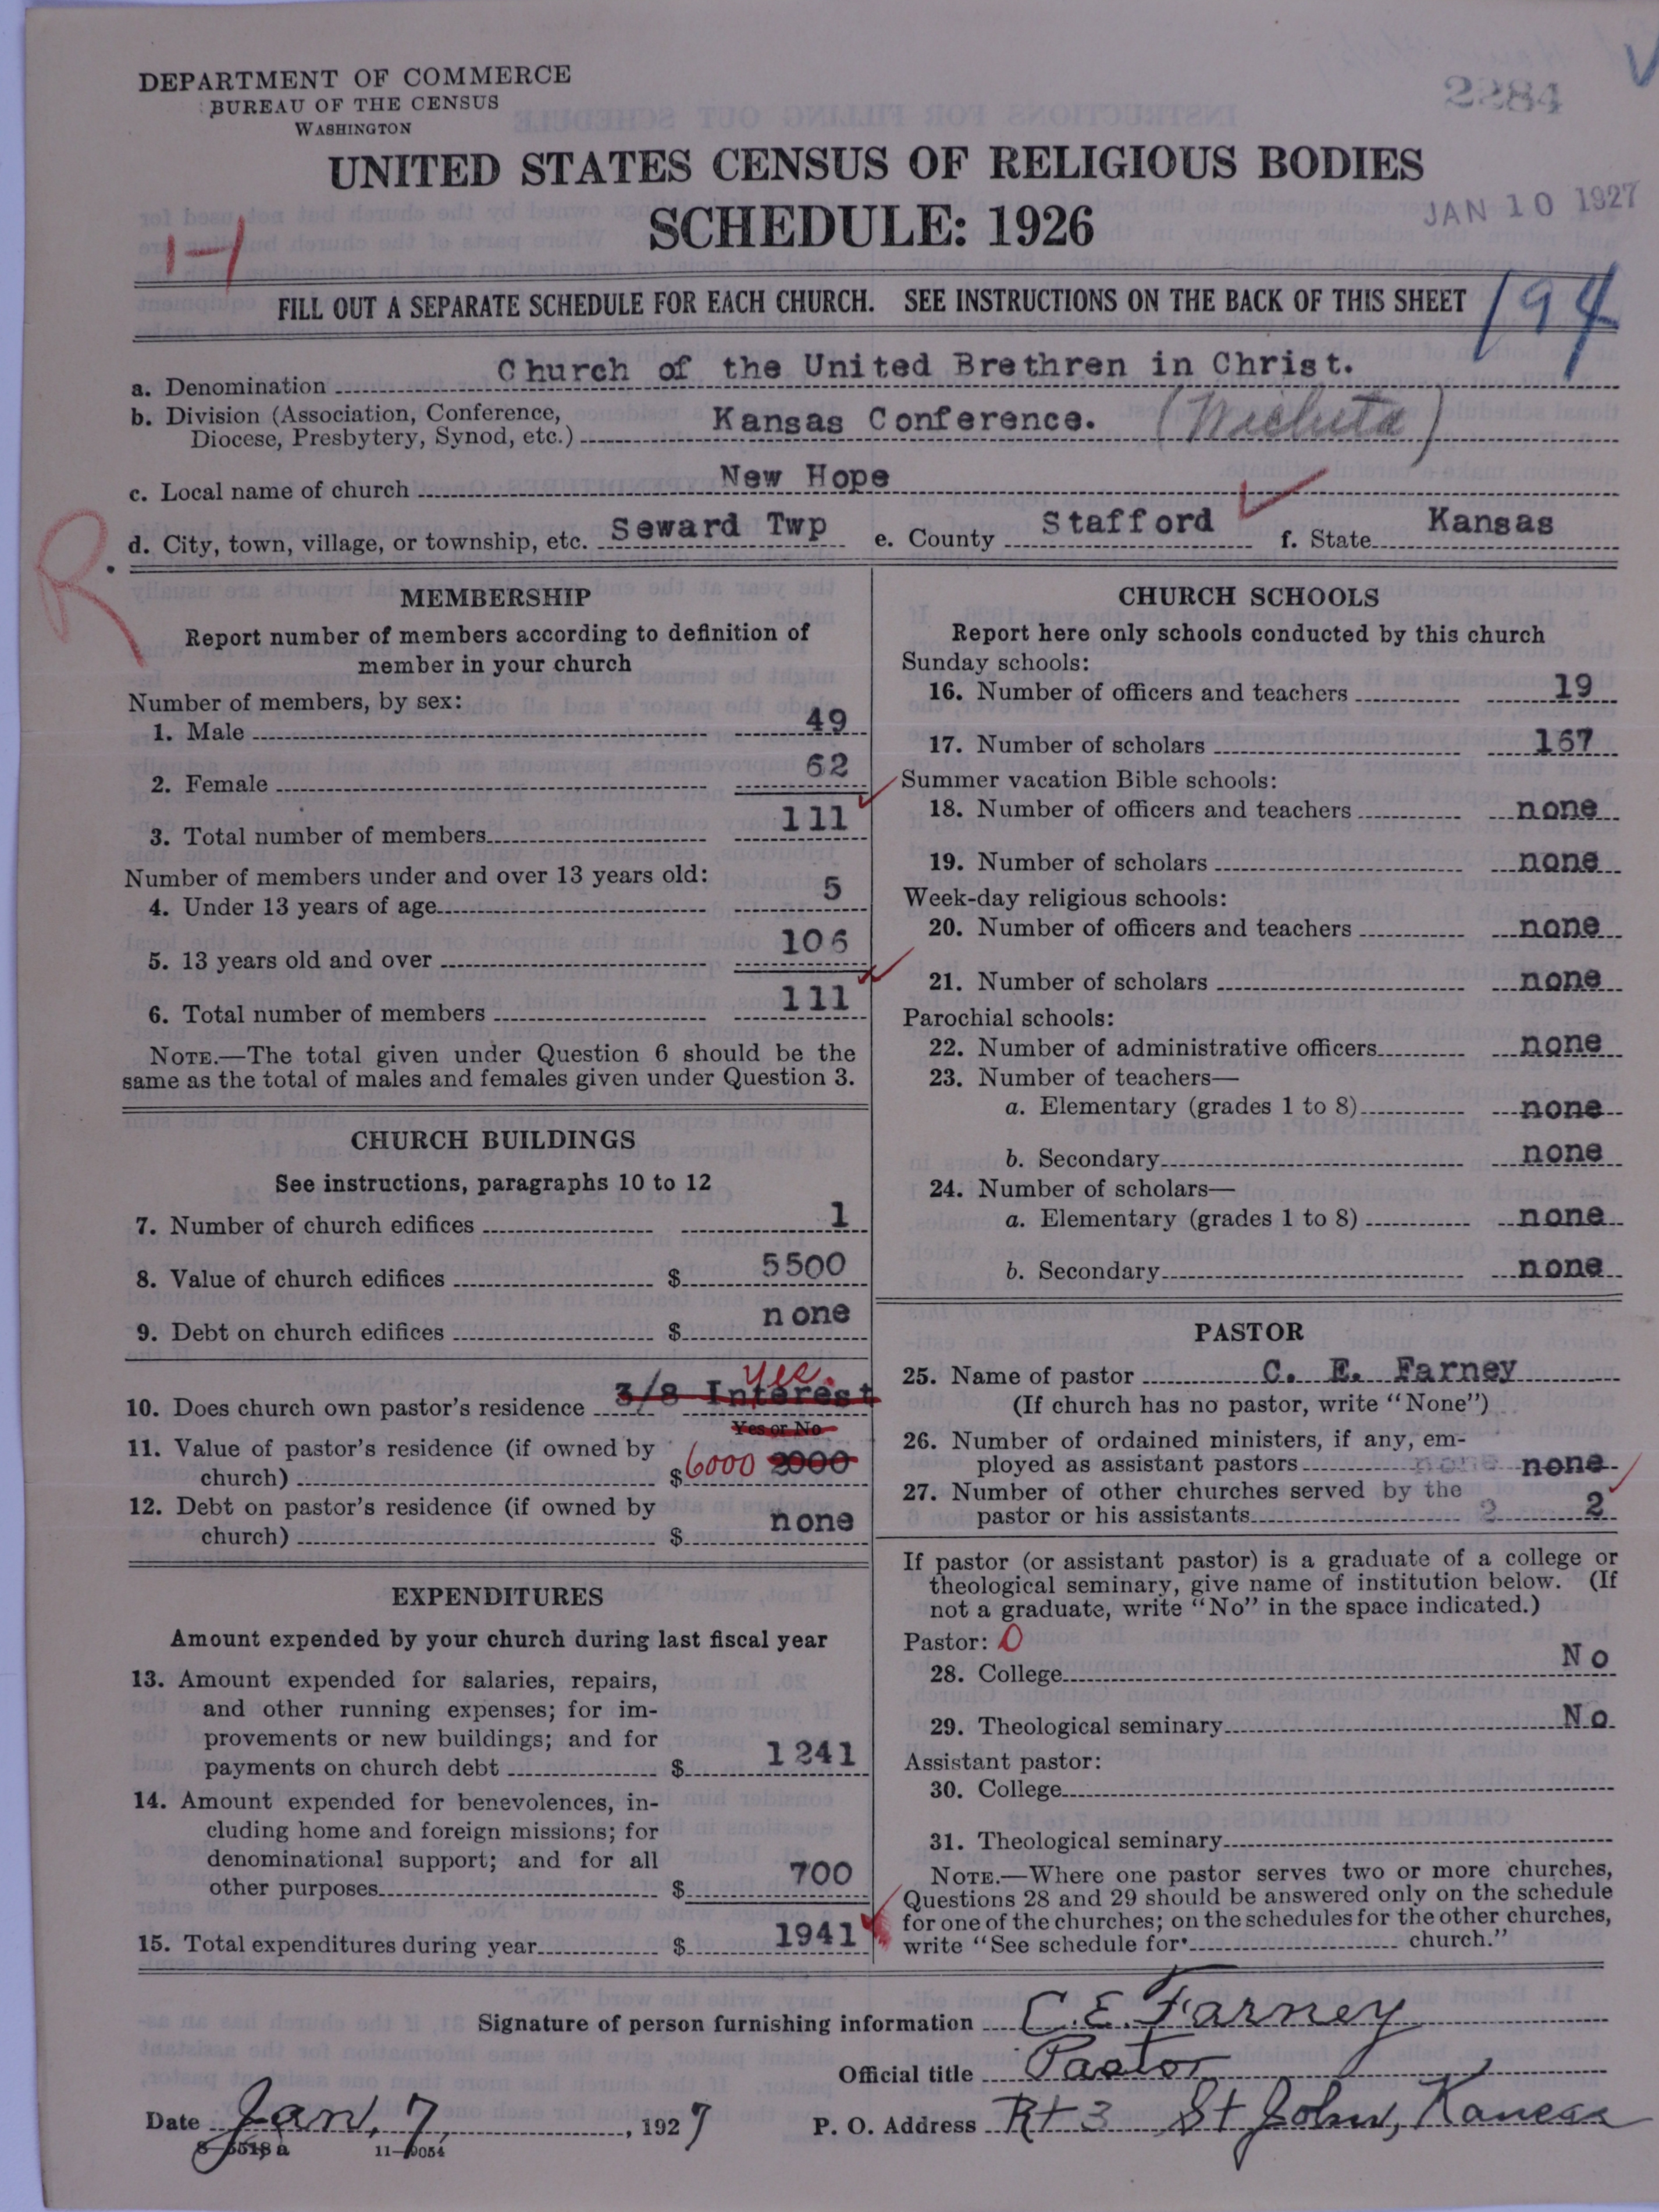 DEPARTMENT OF COMMERCE
BUREAU OF THE CENSUS
WASHINGTON
2284
UNITED STATES CENSUS OF RELIGIOUS BODIES
SCHEDULE: 1926
JAN 10 1927
1-4
FILL OUT A SEPARATE SCHEDULE FOR EACH CHURCH. SEE INSTRUCTIONS ON THE BACK OF THIS SHEET
194
a. Denomination Church of the United Brethren in Christ.
b. Division (Association, Conference,
Diocese, Presbytery, Synod, etc.) Kansas Conference. (Wichita)
c. Local name of church New Hope
d. City, town, village, or township, etc. Seward Twp e. County Stafford f. State Kansas
R.
MEMBERSHIP
Report number of members according to definition of
member in your church
Number of members, by sex:
1. Male 49
2. Female 62
3. Total number of members 111
Number of members under and over 13 years old:
4. Under 13 years of age 5
5. 13 years old and over 106
6. Total number of members 111
NOTE.—The total given under Question 6 should be the
same as the total of males and females given under Question 3.
CHURCH BUILDINGS
See instructions, paragraphs 10 to 12
7. Number of church edifices 1
8. Value of church edifices $ 5500
9. Debt on church edifices $ none
yes.
10. Does church own pastor's residence 3/8 Interest
Yes or No
11. Value of pastor's residence (if owned by
church) $ 6000 2000
12. Debt on pastor's residence (if owned by
church) $ none
EXPENDITURES
Amount expended by your church during last fiscal year
13. Amount expended for salaries, repairs,
and other running expenses; for im-
provements or new buildings; and for
payments on church debt $ 1241
14. Amount expended for benevolences, in-
cluding home and foreign missions; for
denominational support; and for all
other purposes $ 700
15. Total expenditures during year $ 1941
CHURCH SCHOOLS
Report here only schools conducted by this church
Sunday schools:
16. Number of officers and teachers 19
17. Number of scholars 167
Summer vacation Bible schools:
18. Number of officers and teachers none
19. Number of scholars none
Week-day religious schools:
20. Number of officers and teachers none
21. Number of scholars none
Parochial schools:
22. Number of administrative officers none
23. Number of teachers—
a. Elementary (grades 1 to 8) none
b. Secondary none
24. Number of scholars—
a. Elementary (grades 1 to 8) none
b. Secondary none
PASTOR
25. Name of pastor C. E. Farney
(If church has no pastor, write "None")
26. Number of ordained ministers, if any, em-
ployed as assistant pastors none none
27. Number of other churches served by the
pastor or his assistants 2 2
If pastor (or assistant pastor) is a graduate of a college or
theological seminary, give name of institution below. (If
not a graduate, write "No" in the space indicated.)
Pastor: 0
28. College No
29. Theological seminary No
Assistant pastor:
30. College
31. Theological seminary
NOTE.—Where one pastor serves two or more churches,
Questions 28 and 29 should be answered only on the schedule
for one of the churches; on the schedules for the other churches,
write "See schedule for church."
Signature of person furnishing information C. E. Farney
Official title Pastor
Date Jan, 7, 1927 P. O. Address Rt 3 St John, Kansas
8-5518 a 11-9054